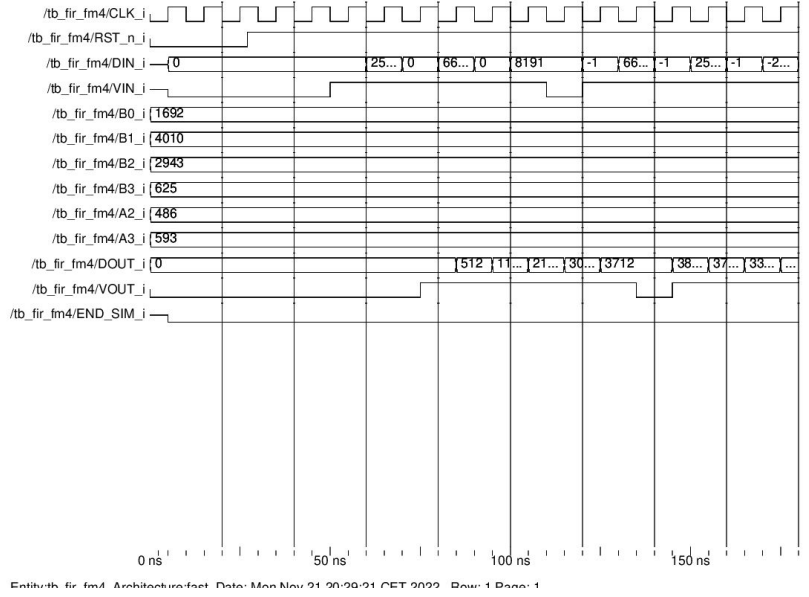 /tb_fir_fm4/CLK_i
/tb_fir_fm4/RST_n_i
/tb_fir_fm4/DIN_i 0 25... 0 66... 0 8191 -1 66... -1 25... -1 -2...
/tb_fir_fm4/VIN_i
/tb_fir_fm4/B0_i 1692
/tb_fir_fm4/B1_i 4010
/tb_fir_fm4/B2_i 2943
/tb_fir_fm4/B3_i 625
/tb_fir_fm4/A2_i 486
/tb_fir_fm4/A3_i 593
/tb_fir_fm4/DOUT_i 0 512 11... 21... 30... 3712 38... 37... 33... ...
/tb_fir_fm4/VOUT_i
/tb_fir_fm4/END_SIM_i
0 ns 50 ns 100 ns 150 ns
Entity:tb_fir_fm4 Architecture:fast Date: Mon Nov 21 20:29:21 CET 2022 Row: 1 Page: 1